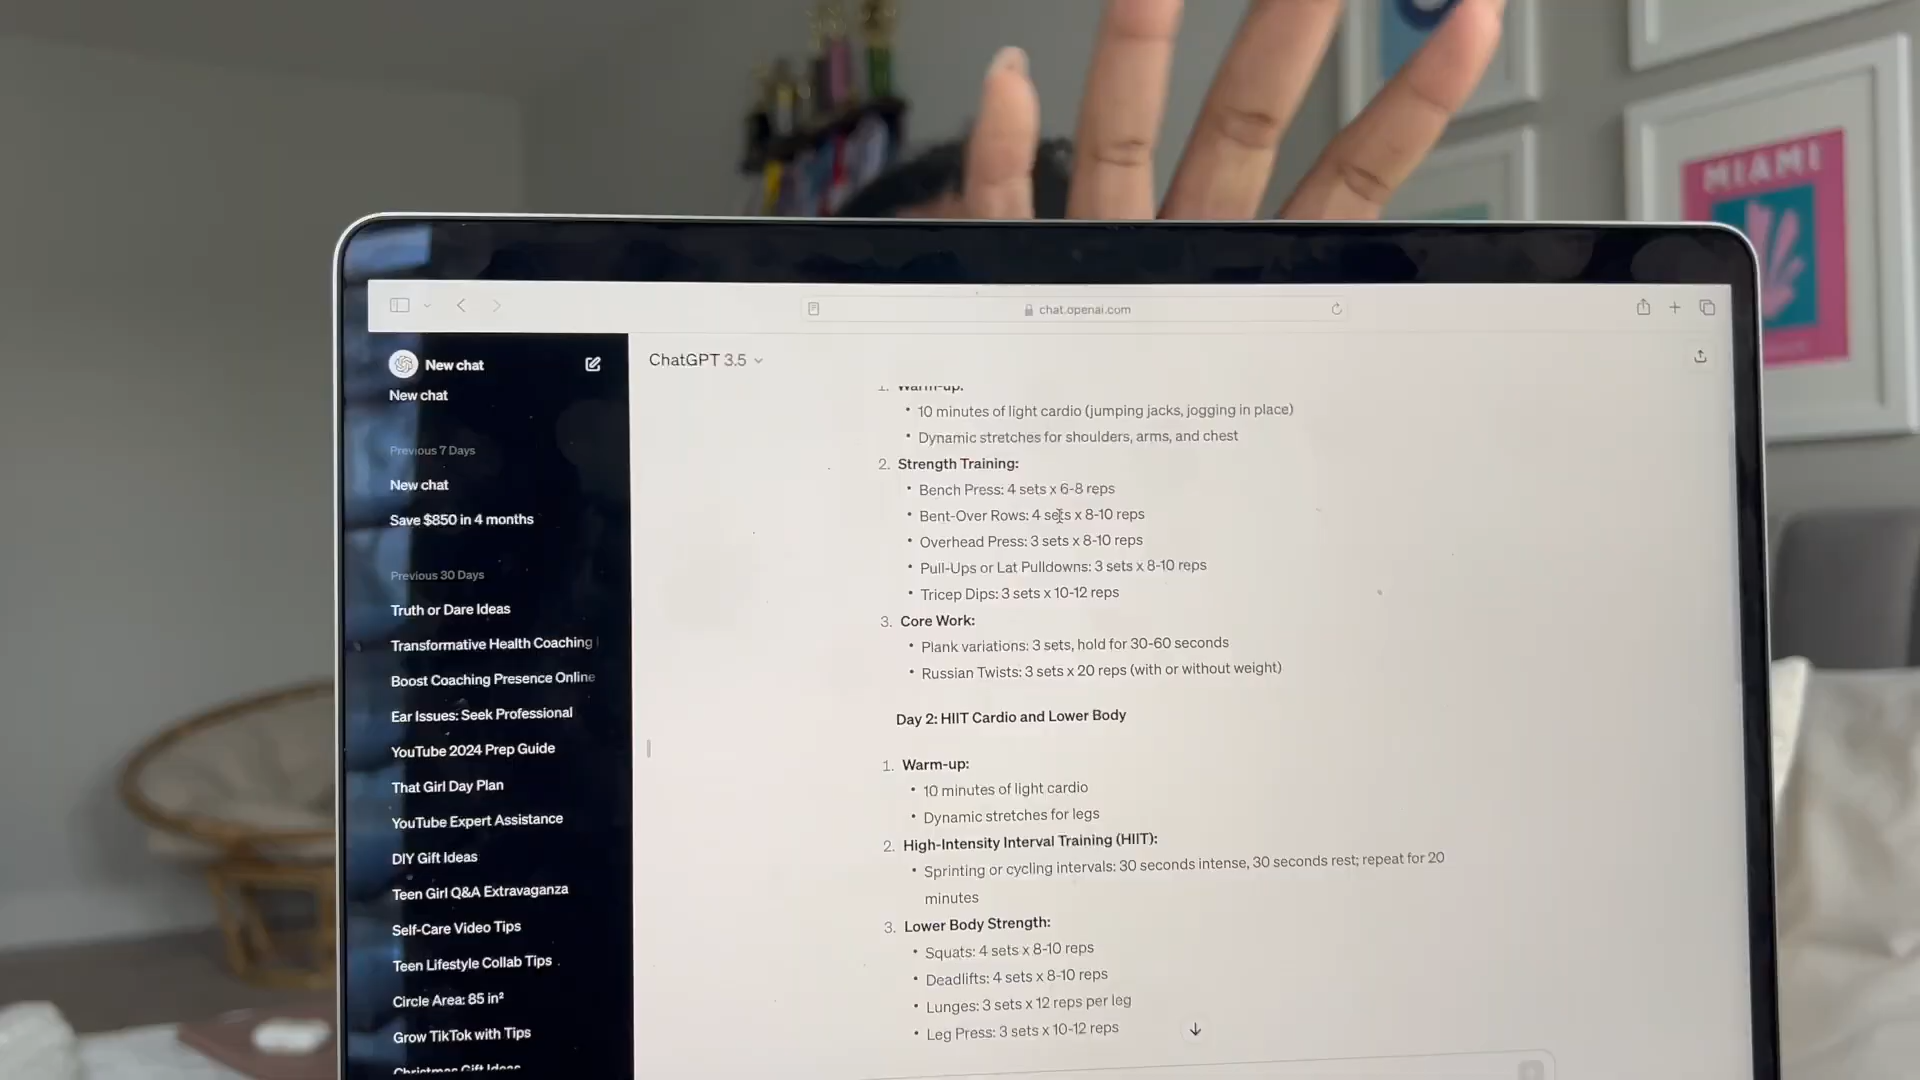 MIAMI
chat.openai.com
New chat
New chat
Previous 7 Days
New chat
Save $850 in 4 months
Previous 30 Days
Truth or Dare Ideas
Transformative Health Coaching
Boost Coaching Presence Online
Ear Issues: Seek Professional
YouTube 2024 Prep Guide
That Girl Day Plan
YouTube Expert Assistance
DIY Gift Ideas
Teen Girl Q&A Extravaganza
Self-Care Video Tips
Teen Lifestyle Collab Tips
Circle Area: 85 in²
Grow TikTok with Tips
Christmas Gift Ideas
ChatGPT 3.5
1. Warm-up:
• 10 minutes of light cardio (jumping jacks, jogging in place)
• Dynamic stretches for shoulders, arms, and chest
2. Strength Training:
• Bench Press: 4 sets x 6-8 reps
• Bent-Over Rows: 4 sets x 8-10 reps
• Overhead Press: 3 sets x 8-10 reps
• Pull-Ups or Lat Pulldowns: 3 sets x 8-10 reps
• Tricep Dips: 3 sets x 10-12 reps
3. Core Work:
• Plank variations: 3 sets, hold for 30-60 seconds
• Russian Twists: 3 sets x 20 reps (with or without weight)
Day 2: HIIT Cardio and Lower Body
1. Warm-up:
• 10 minutes of light cardio
• Dynamic stretches for legs
2. High-Intensity Interval Training (HIIT):
• Sprinting or cycling intervals: 30 seconds intense, 30 seconds rest; repeat for 20
minutes
3. Lower Body Strength:
• Squats: 4 sets x 8-10 reps
• Deadlifts: 4 sets x 8-10 reps
• Lunges: 3 sets x 12 reps per leg
• Leg Press: 3 sets x 10-12 reps